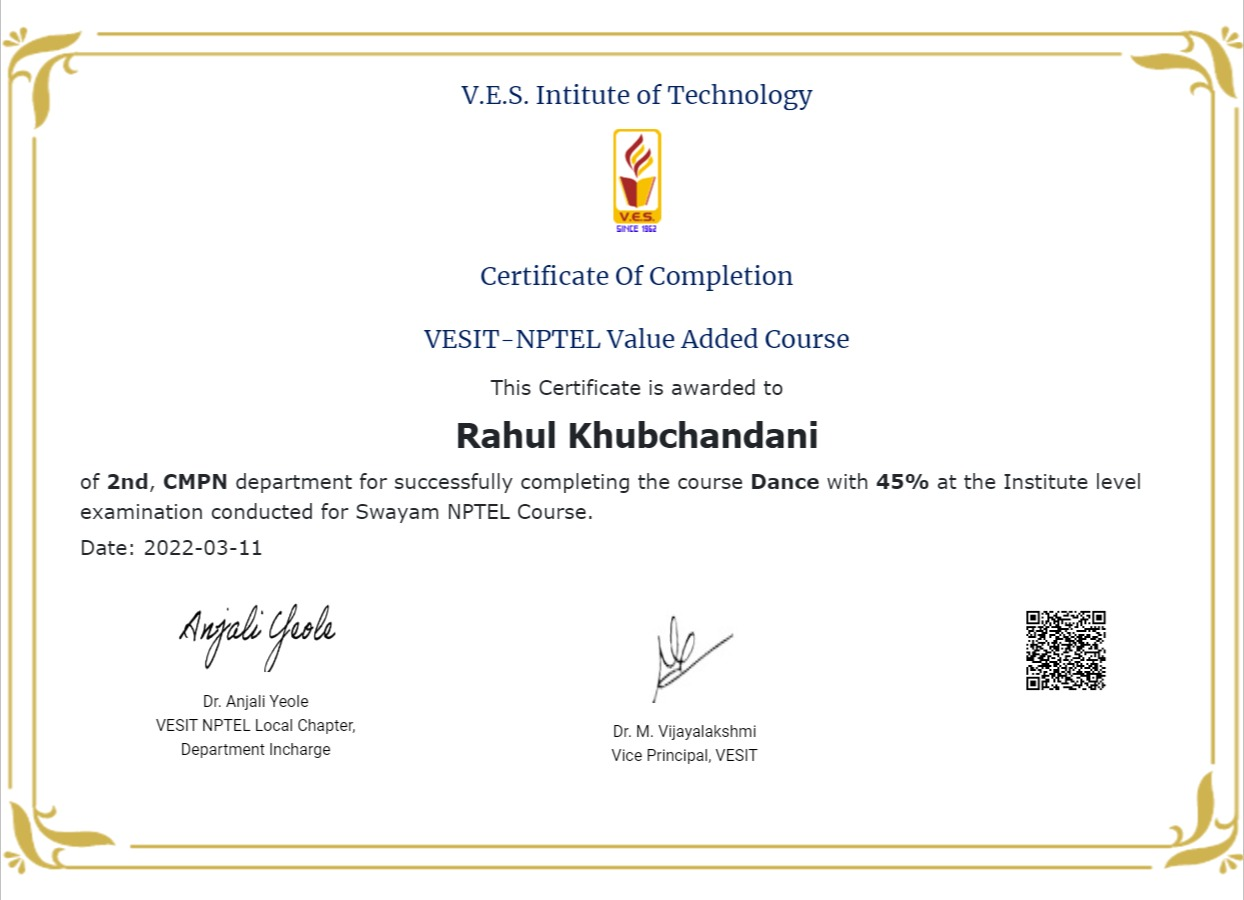 V.E.S. Intitute of Technology
V.E.S.
SINCE 1962
Certificate Of Completion
VESIT-NPTEL Value Added Course
This Certificate is awarded to
Rahul Khubchandani
of 2nd, CMPN department for successfully completing the course Dance with 45% at the Institute level
examination conducted for Swayam NPTEL Course.
Date: 2022-03-11
Anjali Yeole
Dr. Anjali Yeole
VESIT NPTEL Local Chapter,
Department Incharge
Dr. M. Vijayalakshmi
Vice Principal, VESIT